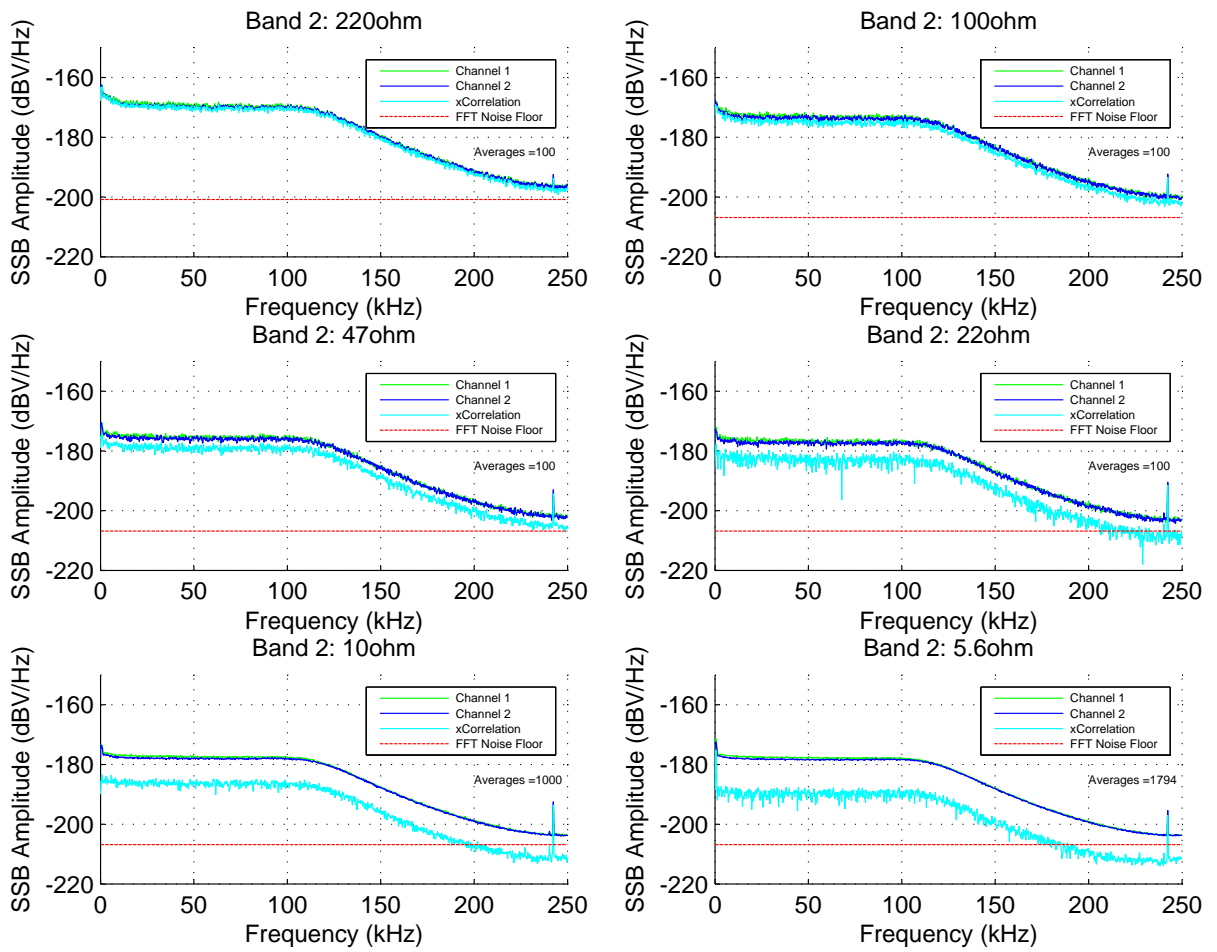 Band 2: 220ohm
SSB Amplitude (dBV/Hz)
-160
-180
-200
-220
0 50 100 150 200 250
Frequency (kHz)
Channel 1
Channel 2
xCorrelation
FFT Noise Floor
Averages =100
Band 2: 100ohm
SSB Amplitude (dBV/Hz)
-160
-180
-200
-220
0 50 100 150 200 250
Frequency (kHz)
Channel 1
Channel 2
xCorrelation
FFT Noise Floor
Averages =100
Band 2: 47ohm
SSB Amplitude (dBV/Hz)
-160
-180
-200
-220
0 50 100 150 200 250
Frequency (kHz)
Channel 1
Channel 2
xCorrelation
FFT Noise Floor
Averages =100
Band 2: 22ohm
SSB Amplitude (dBV/Hz)
-160
-180
-200
-220
0 50 100 150 200 250
Frequency (kHz)
Channel 1
Channel 2
xCorrelation
FFT Noise Floor
Averages =100
Band 2: 10ohm
SSB Amplitude (dBV/Hz)
-160
-180
-200
-220
0 50 100 150 200 250
Frequency (kHz)
Channel 1
Channel 2
xCorrelation
FFT Noise Floor
Averages =1000
Band 2: 5.6ohm
SSB Amplitude (dBV/Hz)
-160
-180
-200
-220
0 50 100 150 200 250
Frequency (kHz)
Channel 1
Channel 2
xCorrelation
FFT Noise Floor
Averages =1794